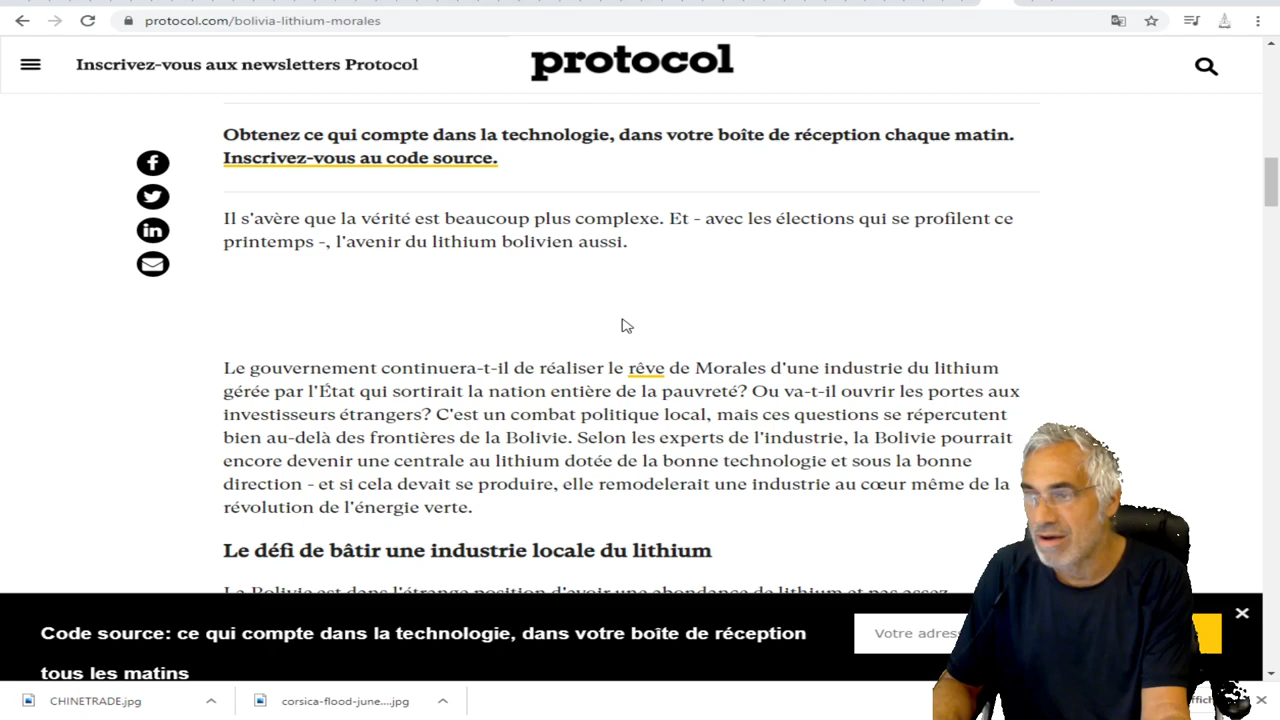 protocol.com/bolivia-lithium-morales
Inscrivez-vous aux newsletters Protocol
protocol
Obtenez ce qui compte dans la technologie, dans votre boîte de réception chaque matin.
Inscrivez-vous au code source.
Il s'avère que la vérité est beaucoup plus complexe. Et - avec les élections qui se profilent ce
printemps -, l'avenir du lithium bolivien aussi.
Le gouvernement continuera-t-il de réaliser le rêve de Morales d'une industrie du lithium
gérée par l'État qui sortirait la nation entière de la pauvreté? Ou va-t-il ouvrir les portes aux
investisseurs étrangers? C'est un combat politique local, mais ces questions se répercutent
bien au-delà des frontières de la Bolivie. Selon les experts de l'industrie, la Bolivie pourrait
encore devenir une centrale au lithium dotée de la bonne technologie et sous la bonne
direction - et si cela devait se produire, elle remodelerait une industrie au cœur même de la
révolution de l'énergie verte.
Le défi de bâtir une industrie locale du lithium
La Bolivie est dans l'étrange position d'avoir une abondance de lithium et pas assez
Code source: ce qui compte dans la technologie, dans votre boîte de réception
tous les matins
Votre
CHINETRADE.jpg
corsica-flood-june....jpg